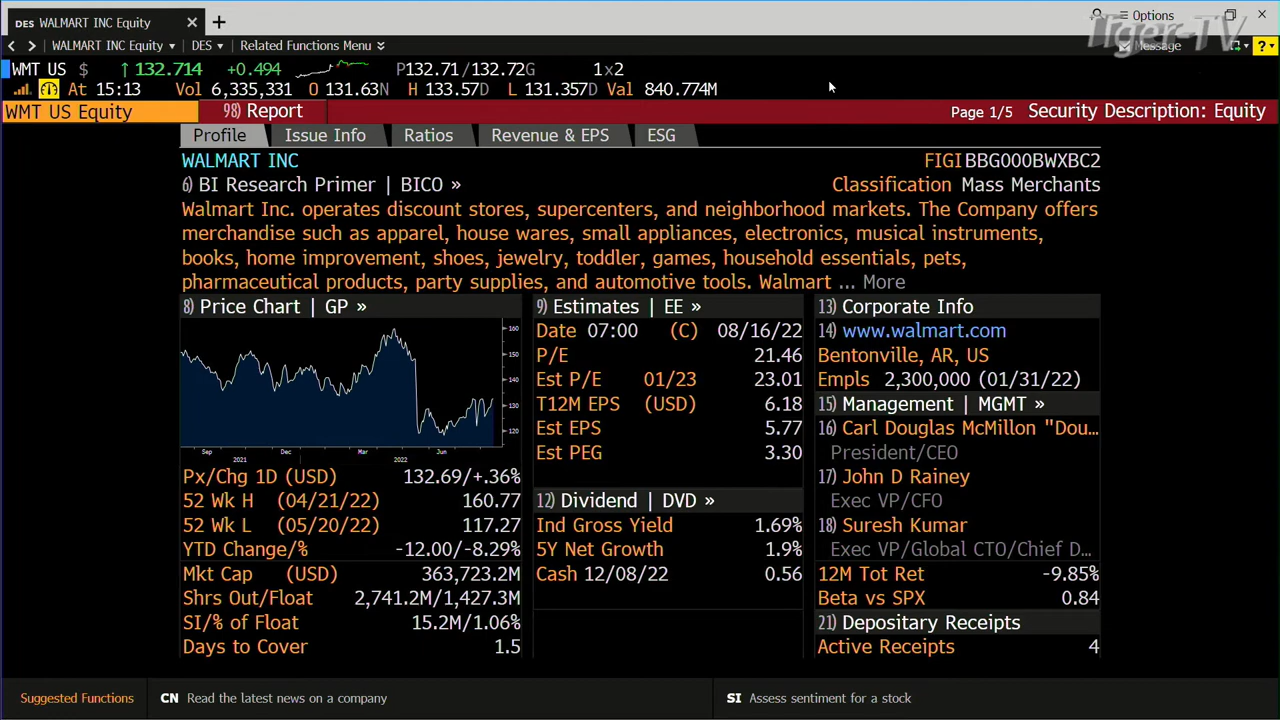 DES WALMART INC Equity
Options
WALMART INC Equity DES Related Functions Menu
Message
Tiger-TV
WMT US $ ↑132.714 +0.494 P132.71/132.72G 1x2
At 15:13 Vol 6,335,331 O 131.63N H 133.57D L 131.357D Val 840.774M
WMT US Equity 98) Report Page 1/5 Security Description: Equity
Profile Issue Info Ratios Revenue & EPS ESG
WALMART INC FIGI BBG000BWXBC2
6) BI Research Primer | BICO » Classification Mass Merchants
Walmart Inc. operates discount stores, supercenters, and neighborhood markets. The Company offers
merchandise such as apparel, house wares, small appliances, electronics, musical instruments,
books, home improvement, shoes, jewelry, toddler, games, household essentials, pets,
pharmaceutical products, party supplies, and automotive tools. Walmart ... More
8) Price Chart | GP »
160
150
140
130
120
Sep Dec Mar Jun
2021 2022
Px/Chg 1D (USD) 132.69/+.36%
52 Wk H (04/21/22) 160.77
52 Wk L (05/20/22) 117.27
YTD Change/% -12.00/-8.29%
Mkt Cap (USD) 363,723.2M
Shrs Out/Float 2,741.2M/1,427.3M
SI/% of Float 15.2M/1.06%
Days to Cover 1.5
9) Estimates | EE »
Date 07:00 (C) 08/16/22
P/E 21.46
Est P/E 01/23 23.01
T12M EPS (USD) 6.18
Est EPS 5.77
Est PEG 3.30
12) Dividend | DVD »
Ind Gross Yield 1.69%
5Y Net Growth 1.9%
Cash 12/08/22 0.56
13) Corporate Info
14) www.walmart.com
Bentonville, AR, US
Empls 2,300,000 (01/31/22)
15) Management | MGMT »
16) Carl Douglas McMillon "Dou...
President/CEO
17) John D Rainey
Exec VP/CFO
18) Suresh Kumar
Exec VP/Global CTO/Chief D...
12M Tot Ret -9.85%
Beta vs SPX 0.84
21) Depositary Receipts
Active Receipts 4
Suggested Functions CN Read the latest news on a company SI Assess sentiment for a stock